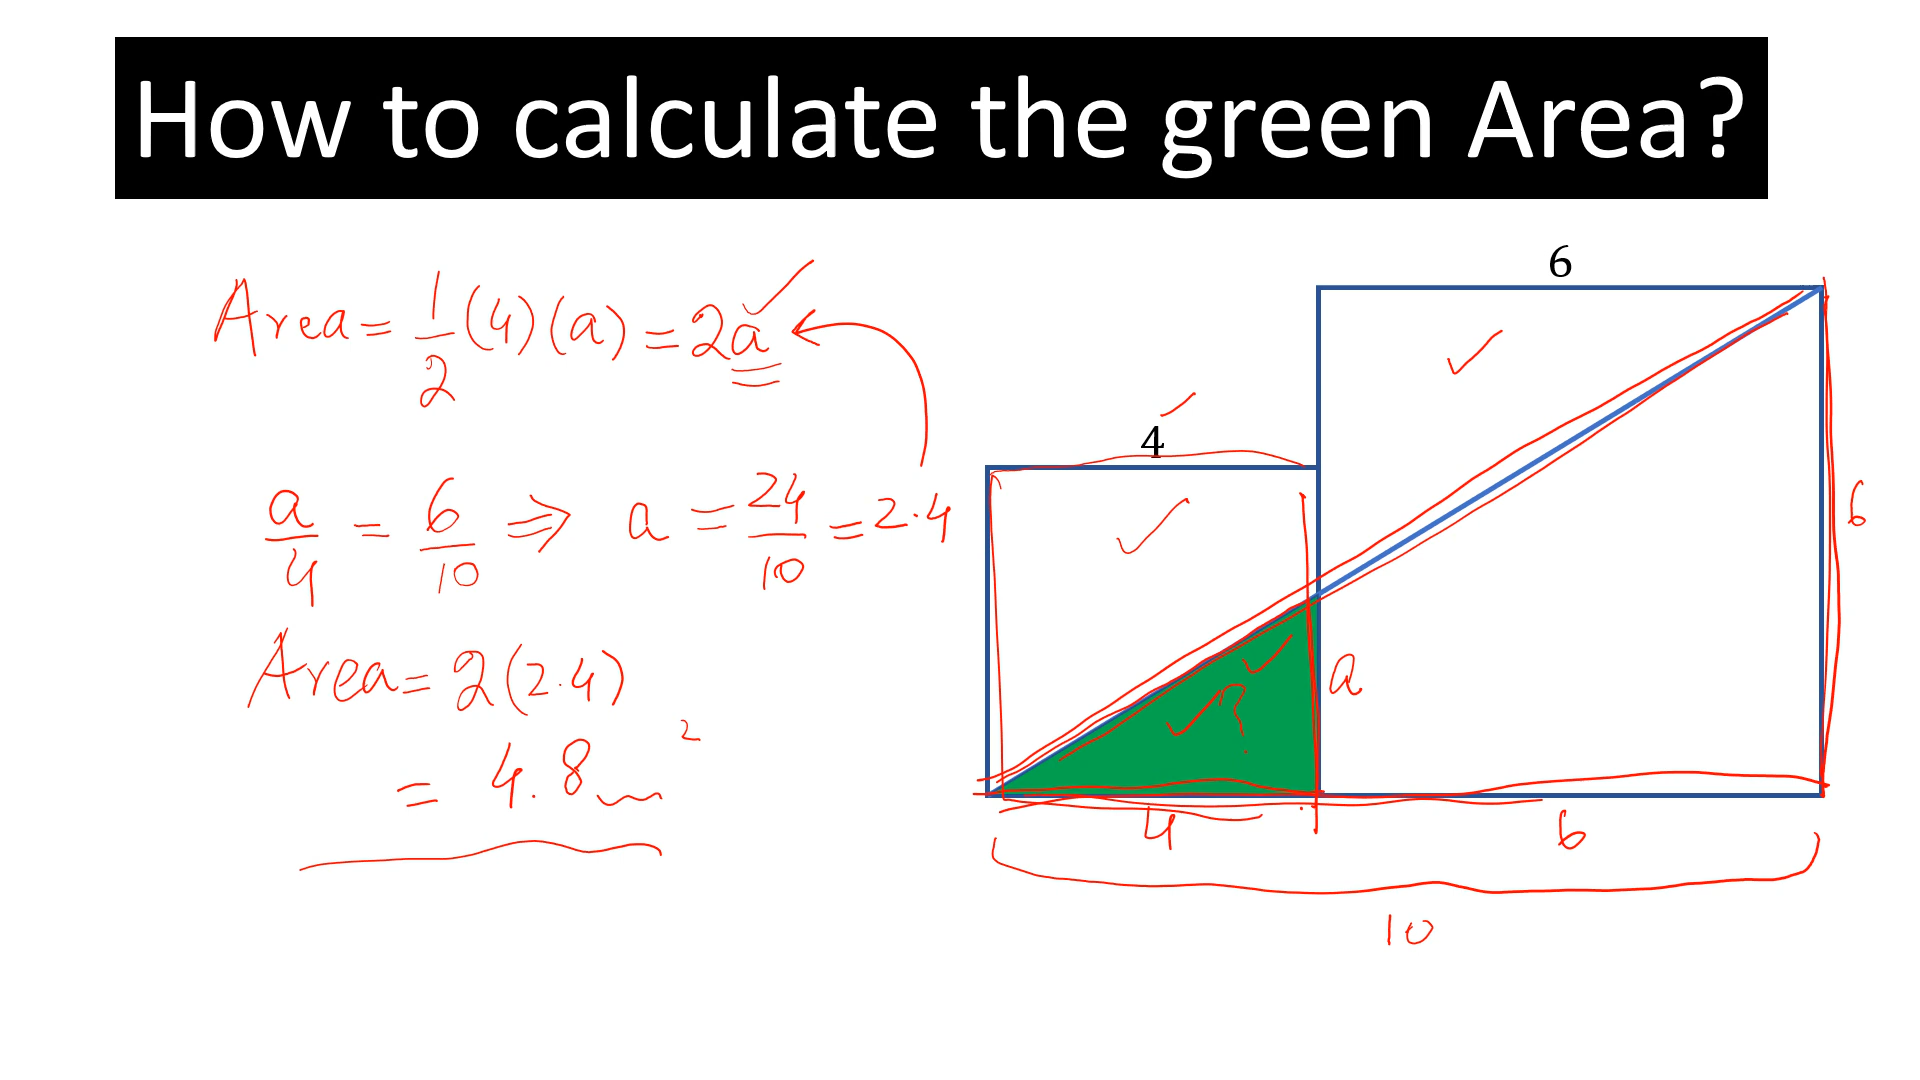 How to calculate the green Area?
Area = 1/2 (4)(a) = 2a
a/4 = 6/10 ⇒ a = 24/10 = 2.4
Area = 2(2.4)
= 4.8 m²
6
4
6
a
?
4
6
10